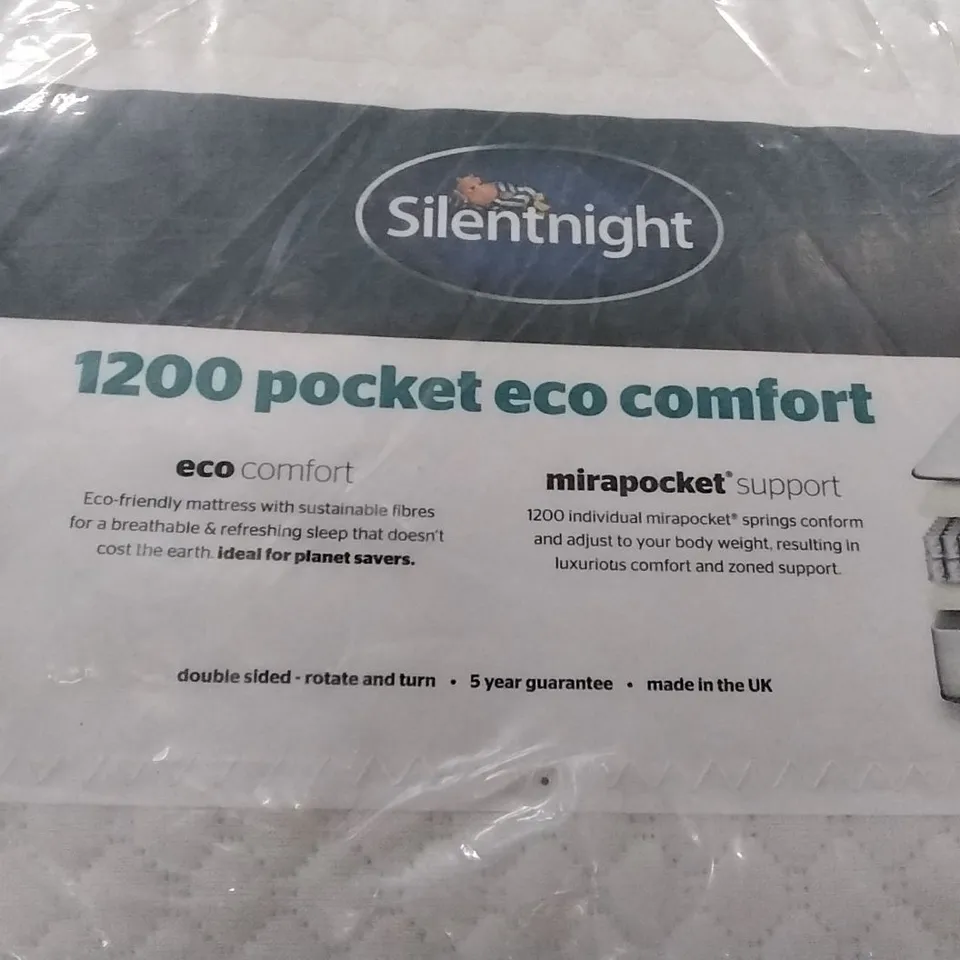 Silentnight
1200 pocket eco comfort
eco comfort
Eco-friendly mattress with sustainable fibres
for a breathable & refreshing sleep that doesn't
cost the earth. ideal for planet savers.
mirapocket® support
1200 individual mirapocket® springs conform
and adjust to your body weight, resulting in
luxurious comfort and zoned support.
double sided - rotate and turn • 5 year guarantee • made in the UK